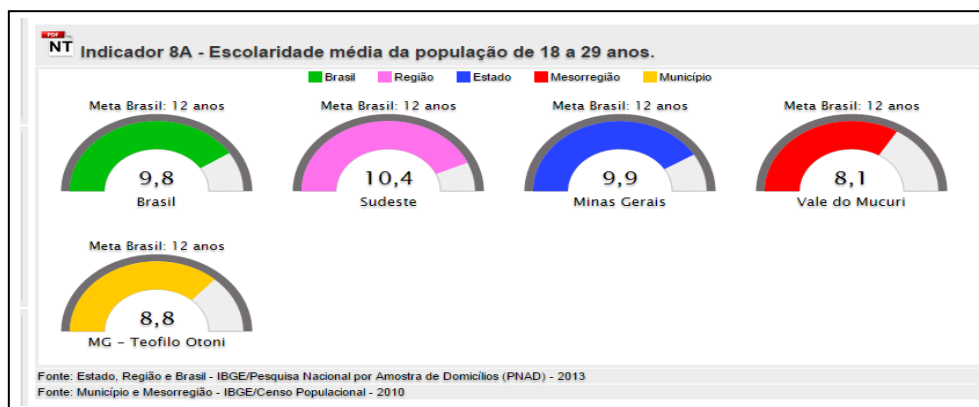 PDF
NT Indicador 8A - Escolaridade média da população de 18 a 29 anos.
Brasil Região Estado Mesorregião Município
Meta Brasil: 12 anos Meta Brasil: 12 anos Meta Brasil: 12 anos Meta Brasil: 12 anos
9,8 10,4 9,9 8,1
Brasil Sudeste Minas Gerais Vale do Mucuri
Meta Brasil: 12 anos
8,8
MG - Teofilo Otoni
Fonte: Estado, Região e Brasil - IBGE/Pesquisa Nacional por Amostra de Domicílios (PNAD) - 2013
Fonte: Município e Mesorregião - IBGE/Censo Populacional - 2010